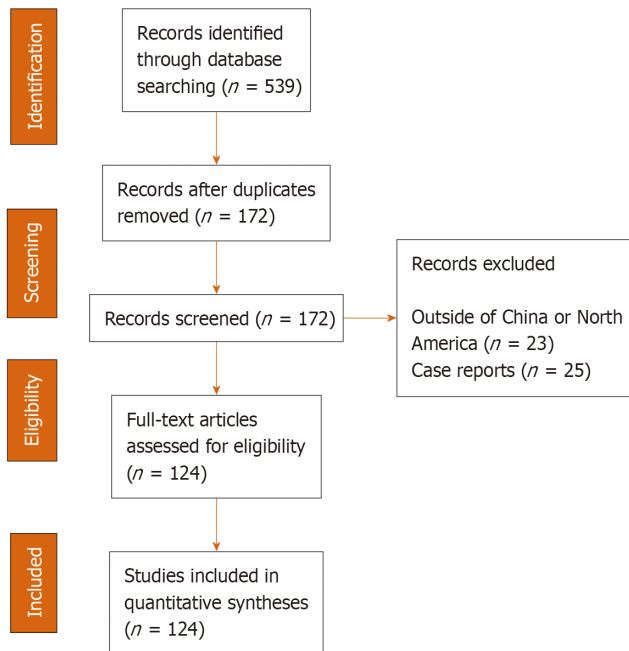 Identification
Records identified
through database
searching (n = 539)
Records after duplicates
removed (n = 172)
Screening
Records screened (n = 172)
Records excluded
Outside of China or North
America (n = 23)
Case reports (n = 25)
Eligibility
Full-text articles
assessed for eligibility
(n = 124)
Included
Studies included in
quantitative syntheses
(n = 124)